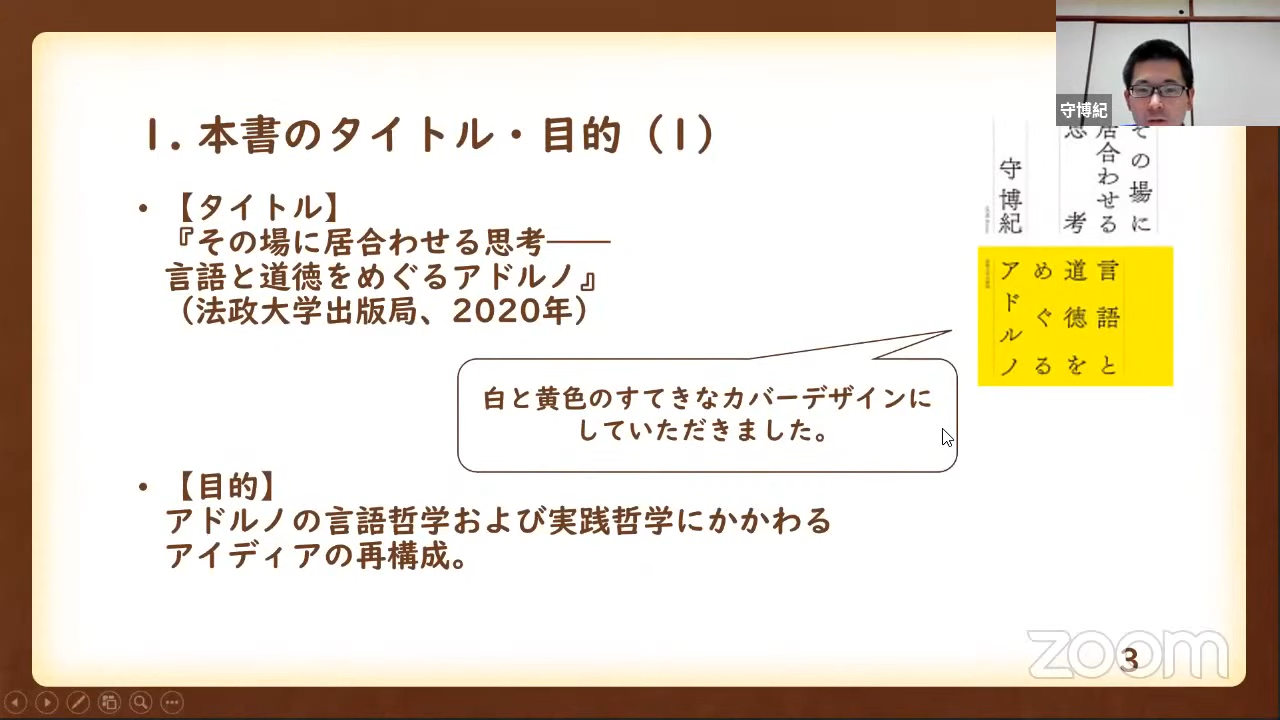 1. 本書のタイトル・目的（1）
• 【タイトル】
『その場に居合わせる思考――
言語と道徳をめぐるアドルノ』
（法政大学出版局、2020年）
白と黄色のすてきなカバーデザインに
していただきました。
• 【目的】
アドルノの言語哲学および実践哲学にかかわる
アイディアの再構成。
守博紀
その場に
居合わせる
思考
守博紀
言語と
道徳を
めぐる
アドルノ
zoom
3